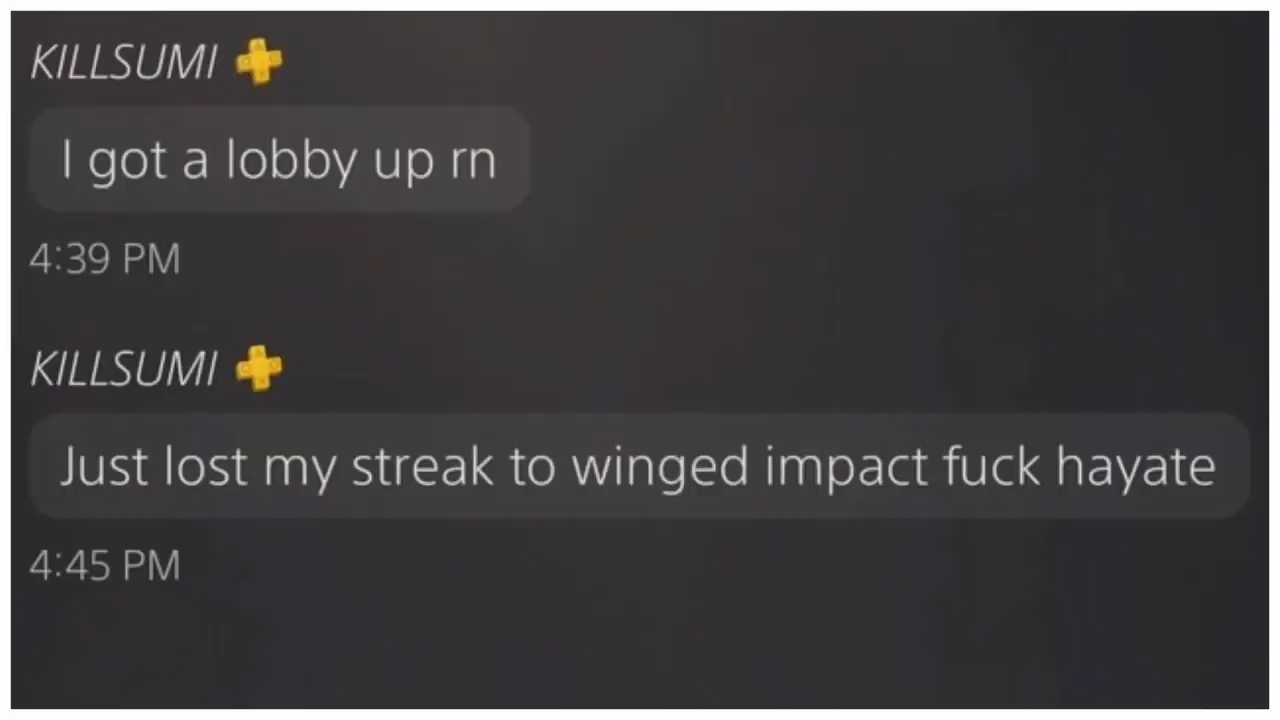 KILLSUMI
I got a lobby up rn
4:39 PM
KILLSUMI
Just lost my streak to winged impact fuck hayate
4:45 PM